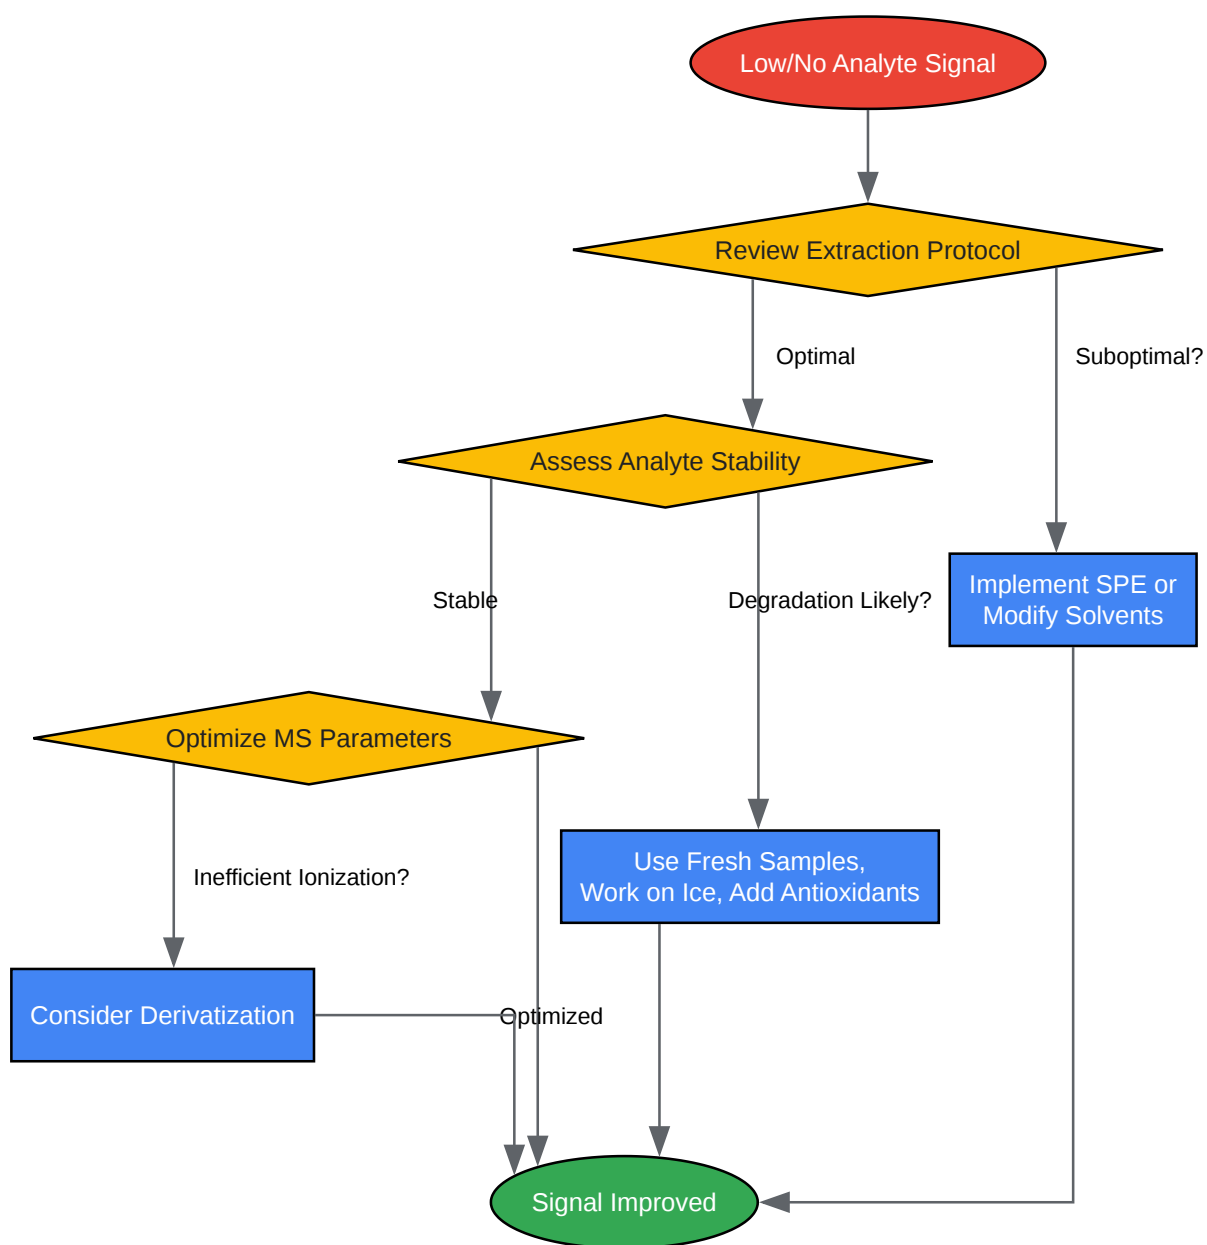 Low/No Analyte Signal
Review Extraction Protocol
Optimal
Suboptimal?
Assess Analyte Stability
Implement SPE or
Modify Solvents
Stable
Degradation Likely?
Optimize MS Parameters
Use Fresh Samples,
Work on Ice, Add Antioxidants
Inefficient Ionization?
Consider Derivatization
Optimized
Signal Improved